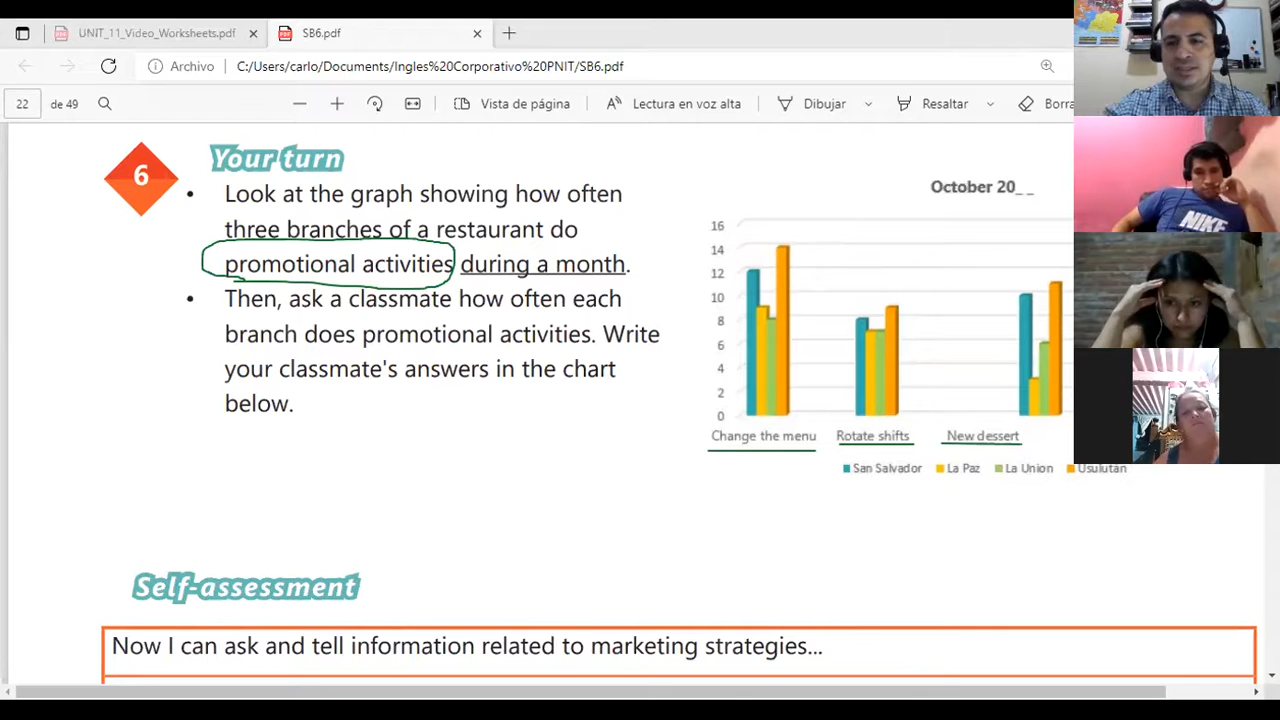 UNIT_11_Video_Worksheets.pdf
SB6.pdf
Archivo
C:/Users/carlo/Documents/Ingles%20Corporativo%20PNIT/SB6.pdf
22
de 49
Vista de página
Lectura en voz alta
Dibujar
Resaltar
Borra
6
Your turn
• Look at the graph showing how often
three branches of a restaurant do
promotional activities during a month.
• Then, ask a classmate how often each
branch does promotional activities. Write
your classmate's answers in the chart
below.
October 20_ _
16
14
12
10
8
6
4
2
0
Change the menu
Rotate shifts
New dessert
San Salvador
La Paz
La Union
Usulután
NIKE
Self-assessment
Now I can ask and tell information related to marketing strategies...